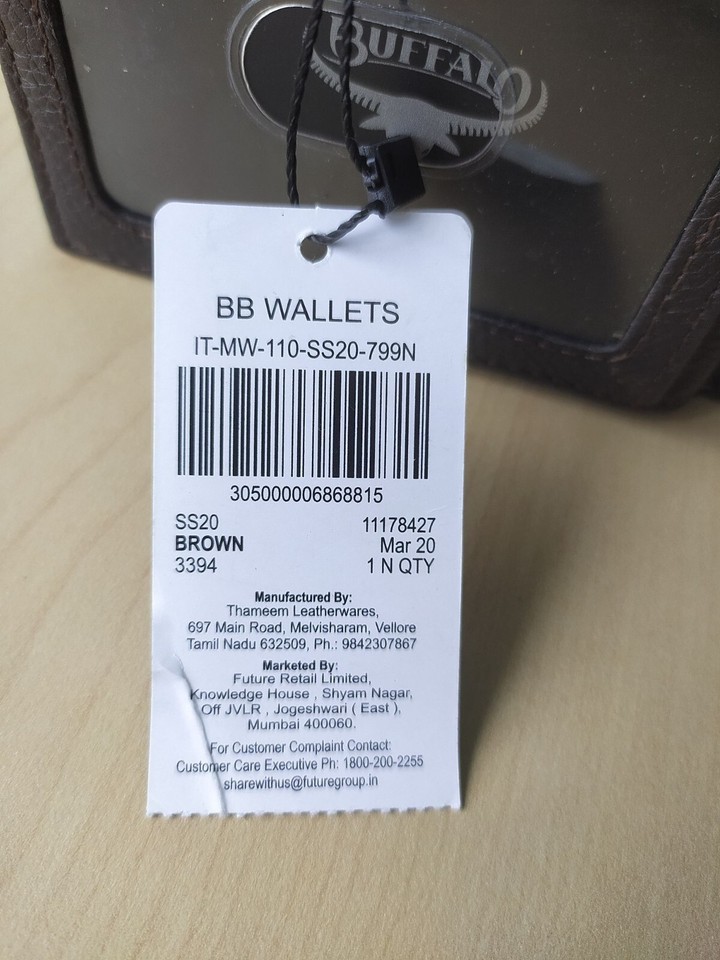 BUFFALO
BB WALLETS
IT-MW-110-SS20-799N
305000006868815
SS20 11178427
BROWN Mar 20
3394 1 N QTY
Manufactured By:
Thameem Leatherwares,
697 Main Road, Melvisharam, Vellore
Tamil Nadu 632509, Ph.: 9842307867
Marketed By:
Future Retail Limited,
Knowledge House , Shyam Nagar,
Off JVLR , Jogeshwari ( East ),
Mumbai 400060.
For Customer Complaint Contact:
Customer Care Executive Ph: 1800-200-2255
sharewithus@futuregroup.in